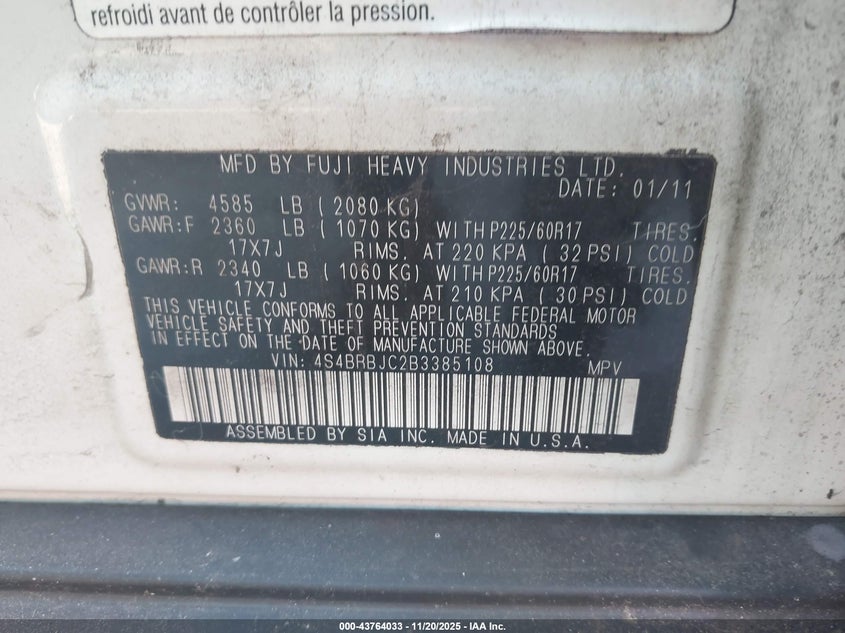 refroidi avant de contrôler la pression.
MFD BY FUJI HEAVY INDUSTRIES LTD.
DATE: 01/11
GVWR: 4585 LB ( 2080 KG)
GAWR:F 2360 LB ( 1070 KG) WITH P225/60R17 TIRES.
17X7J RIMS. AT 220 KPA ( 32 PSI) COLD
GAWR:R 2340 LB ( 1060 KG) WITH P225/60R17 TIRES.
17X7J RIMS. AT 210 KPA ( 30 PSI) COLD
THIS VEHICLE CONFORMS TO ALL APPLICABLE FEDERAL MOTOR
VEHICLE SAFETY AND THEFT PREVENTION STANDARDS
IN EFFECT ON THE DATE OF MANUFACTURE SHOWN ABOVE.
VIN: 4S4BRBJC2B3385108 MPV
ASSEMBLED BY SIA INC. MADE IN U.S.A.
000-43764033 - 11/20/2025 - IAA Inc.